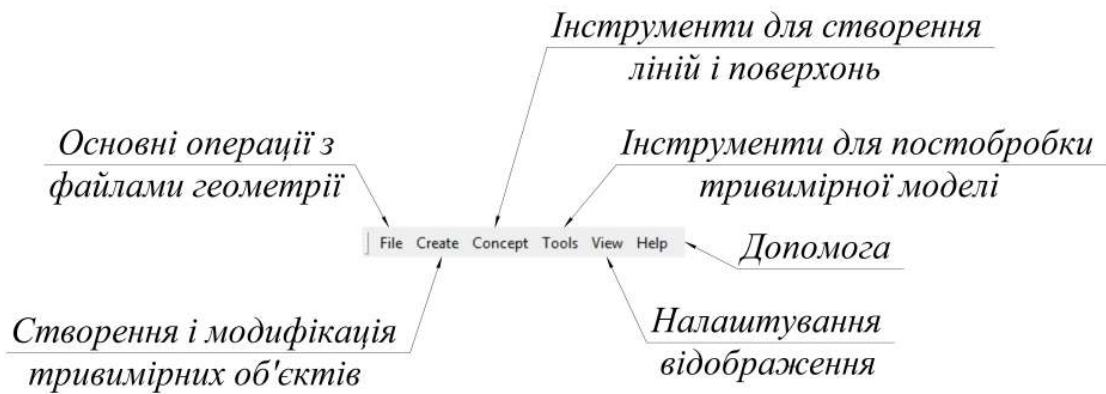 Інструменти для створення
ліній і поверхонь
Основні операції з
файлами геометрії
Інструменти для постобробки
тривимірної моделі
File Create Concept Tools View Help
Допомога
Створення і модифікація
тривимірних об'єктів
Налаштування
відображення